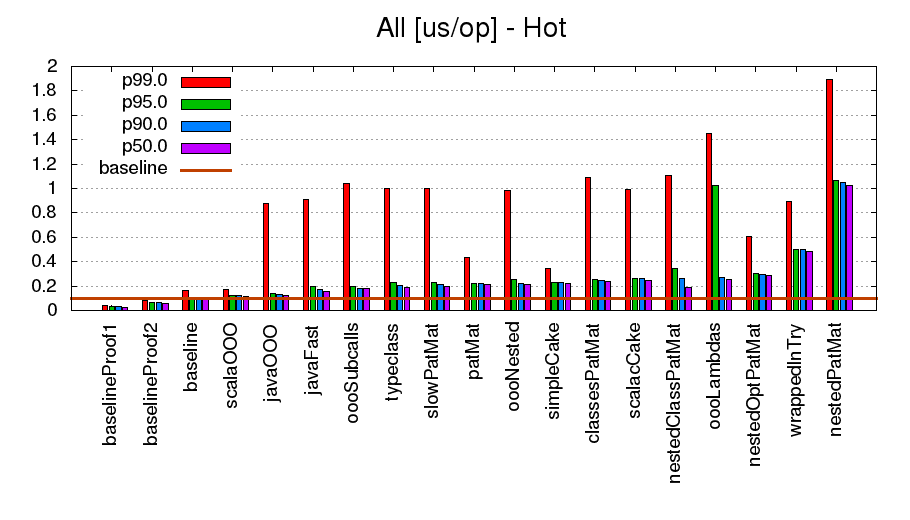 All [us/op] - Hot
2
1.8
1.6
1.4
1.2
1
0.8
0.6
0.4
0.2
0
p99.0
p95.0
p90.0
p50.0
baseline
baselineProof1
baselineProof2
baseline
scalaOOO
javaOOO
javaFast
oooSubcalls
typeclass
slowPatMat
patMat
oooNested
simpleCake
classesPatMat
scalacCake
nestedClassPatMat
oooLambdas
nestedOptPatMat
wrappedInTry
nestedPatMat